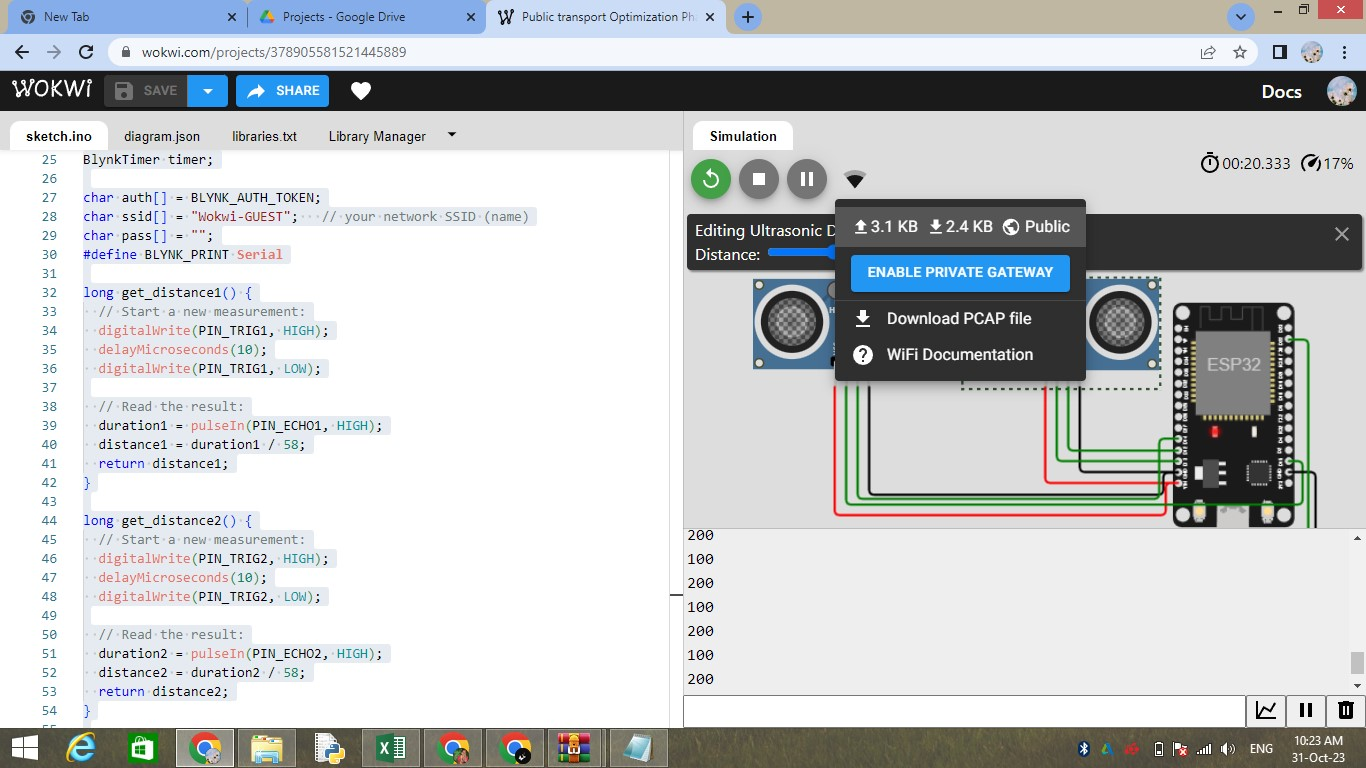 New Tab
Projects - Google Drive
Public transport Optimization Ph
wokwi.com/projects/378905581521445889
WOKWi
SAVE
SHARE
Docs
sketch.ino
diagram.json
libraries.txt
Library Manager
25 BlynkTimer timer;
26
27 char auth[] = BLYNK_AUTH_TOKEN;
28 char ssid[] = "Wokwi-GUEST"; // your network SSID (name)
29 char pass[] = "";
30 #define BLYNK_PRINT Serial
31
32 long get_distance1() {
33 // Start a new measurement:
34 digitalWrite(PIN_TRIG1, HIGH);
35 delayMicroseconds(10);
36 digitalWrite(PIN_TRIG1, LOW);
37
38 // Read the result:
39 duration1 = pulseIn(PIN_ECHO1, HIGH);
40 distance1 = duration1 / 58;
41 return distance1;
42 }
43
44 long get_distance2() {
45 // Start a new measurement:
46 digitalWrite(PIN_TRIG2, HIGH);
47 delayMicroseconds(10);
48 digitalWrite(PIN_TRIG2, LOW);
49
50 // Read the result:
51 duration2 = pulseIn(PIN_ECHO2, HIGH);
52 distance2 = duration2 / 58;
53 return distance2;
54 }
Simulation
00:20.333
17%
Editing Ultrasonic D
Distance:
3.1 KB 2.4 KB Public
ENABLE PRIVATE GATEWAY
Download PCAP file
WiFi Documentation
ESP32
200
100
200
100
200
100
200
ENG
10:23 AM
31-Oct-23